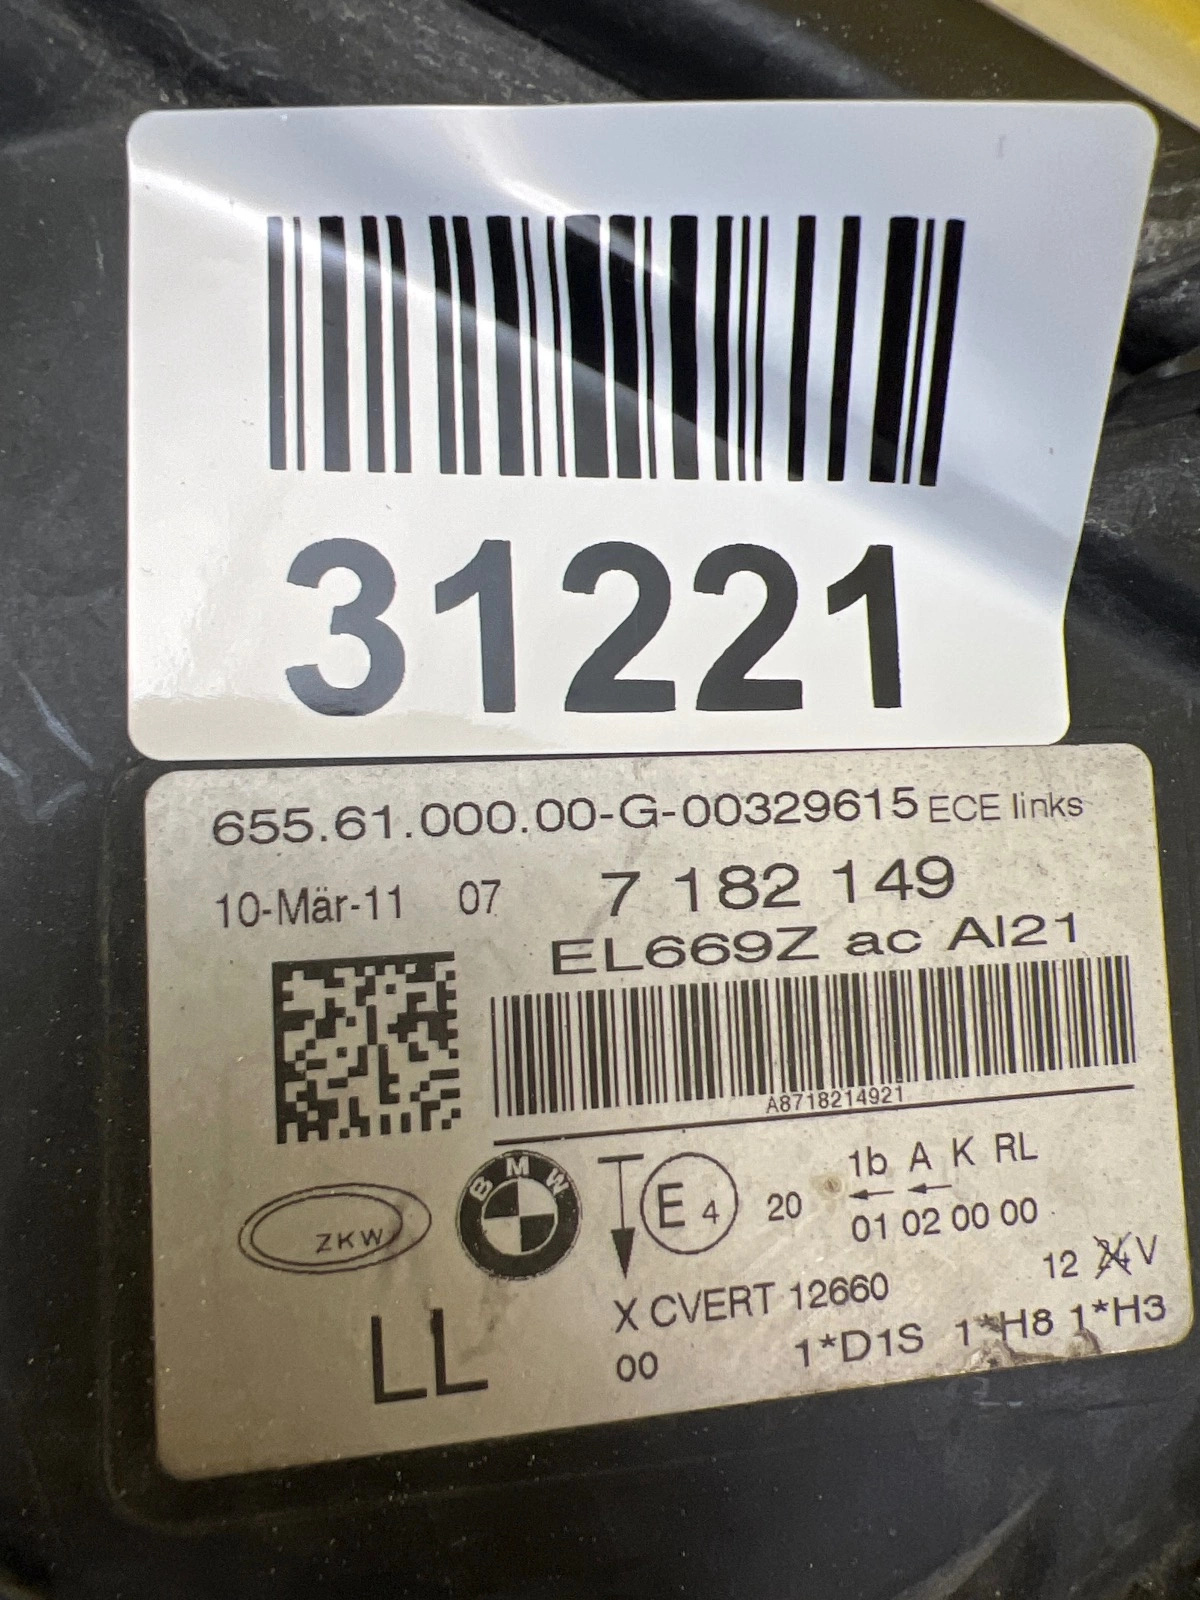 31221
655.61.000.00-G-00329615 ECE links
10-Mär-11 07 7 182 149
EL669Z ac AI21
A8718214921
1b A K RL
ZKW BMW E 4 20 01 02 00 00
X CVERT 12660 12 24 V
LL 00 1*D1S 1*H8 1*H3